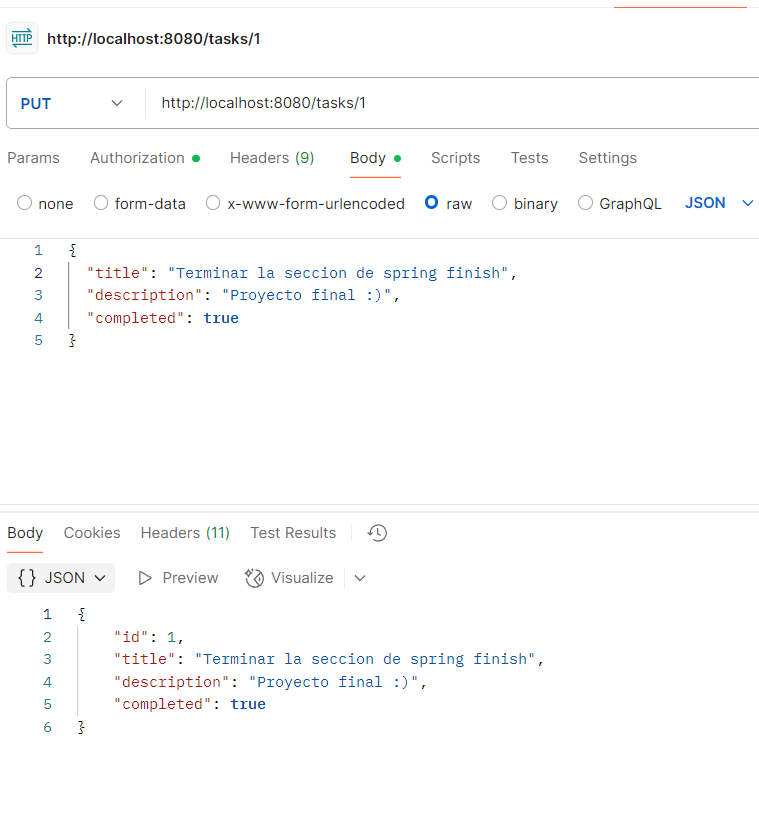 HTTP http://localhost:8080/tasks/1
PUT http://localhost:8080/tasks/1
Params Authorization Headers (9) Body Scripts Tests Settings
none form-data x-www-form-urlencoded raw binary GraphQL JSON
1 {
2 "title": "Terminar la seccion de spring finish",
3 "description": "Proyecto final :)",
4 "completed": true
5 }
Body Cookies Headers (11) Test Results
{} JSON Preview Visualize
1 {
2 "id": 1,
3 "title": "Terminar la seccion de spring finish",
4 "description": "Proyecto final :)",
5 "completed": true
6 }